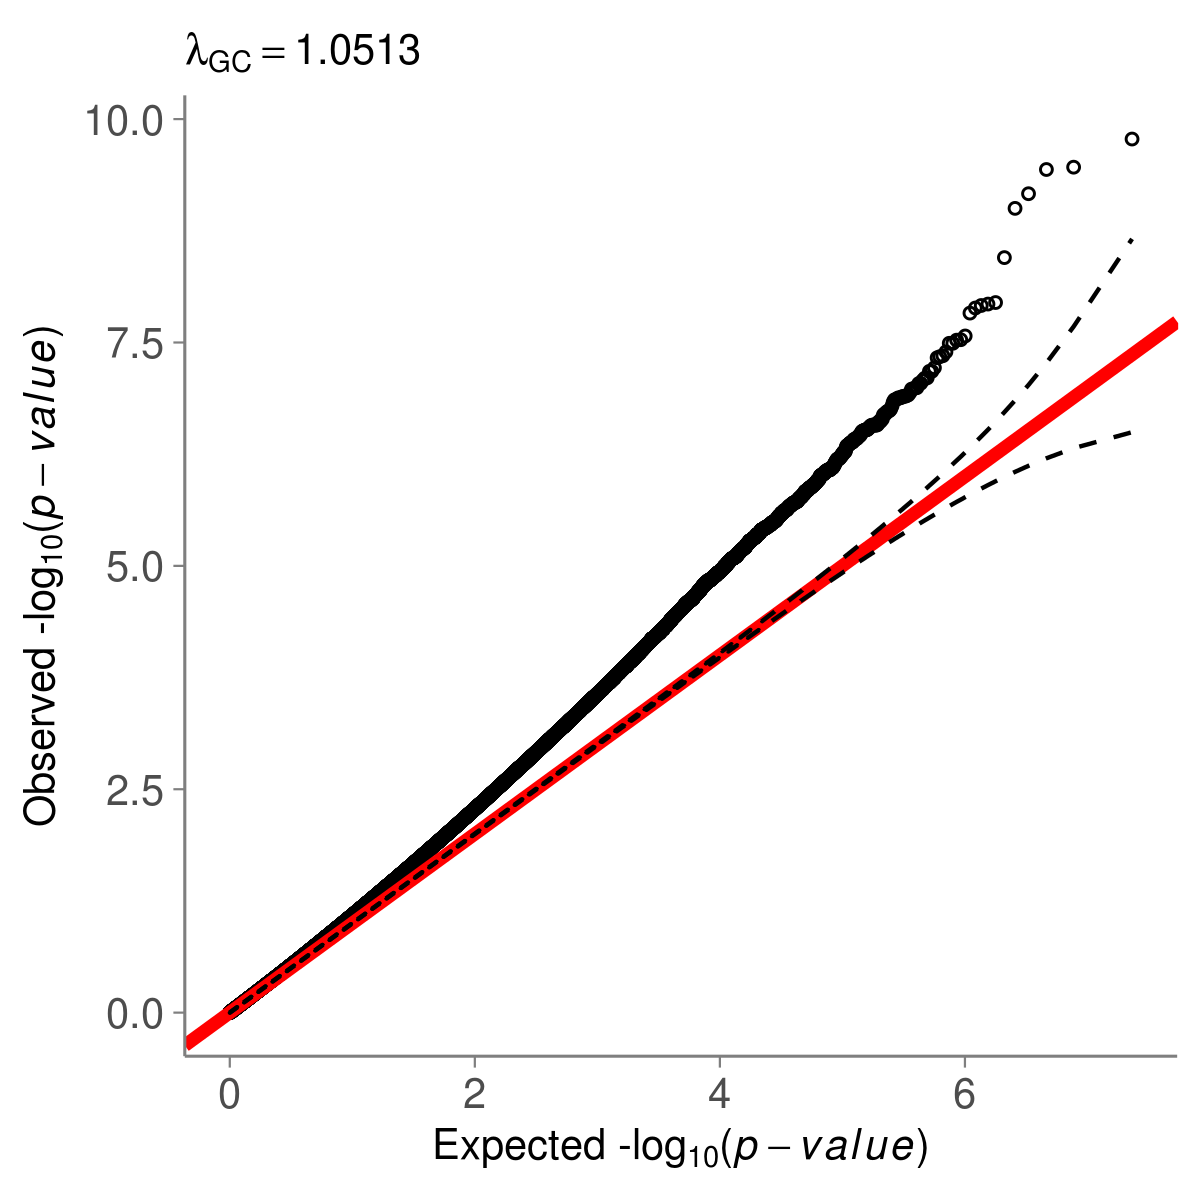 λGC = 1.0513
10.0
7.5
5.0
2.5
0.0
Observed -log10(p − value)
0 2 4 6
Expected -log10(p − value)